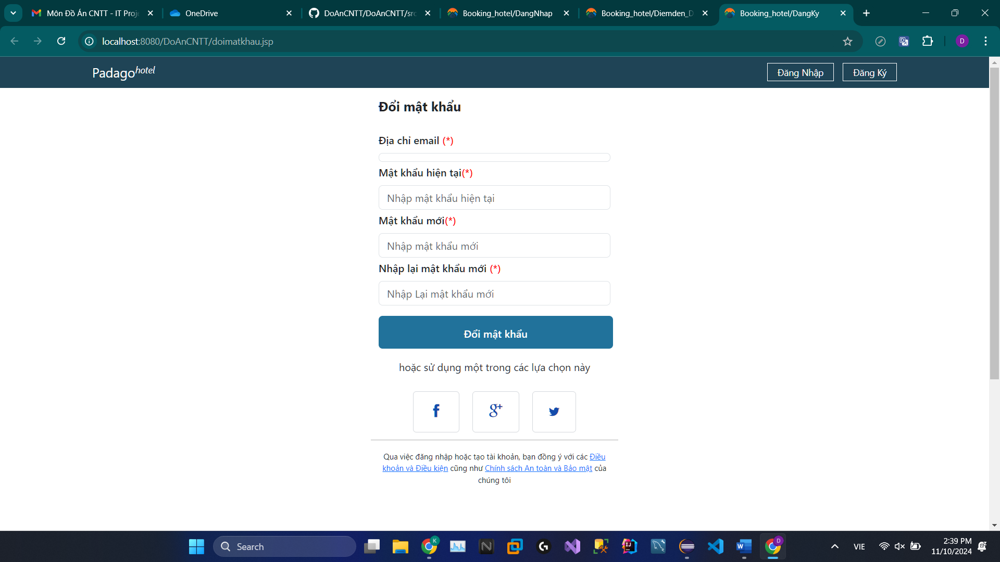 Môn Đồ Án CNTT - IT Proje
OneDrive
DoAnCNTT/DoAnCNTT/src
Booking_hotel/DangNhap
Booking_hotel/Diemden_D
Booking_hotel/DangKy
localhost:8080/DoAnCNTT/doimatkhau.jsp
D
Padago hotel
Đăng Nhập
Đăng Ký
Đổi mật khẩu
Địa chỉ email (*)
Mật khẩu hiện tại(*)
Nhập mật khẩu hiện tại
Mật khẩu mới(*)
Nhập mật khẩu mới
Nhập lại mật khẩu mới (*)
Nhập Lại mật khẩu mới
Đổi mật khẩu
hoặc sử dụng một trong các lựa chọn này
Qua việc đăng nhập hoặc tạo tài khoản, bạn đồng ý với các Điều
khoản và Điều kiện cũng như Chính sách An toàn và Bảo mật của
chúng tôi
Search
VIE
2:39 PM
11/10/2024